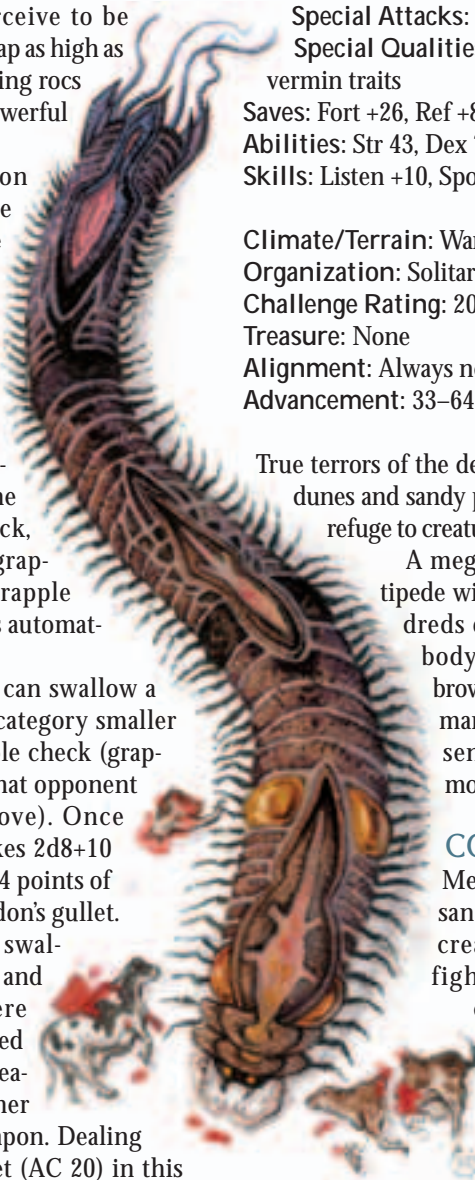 rceive to be
ap as high as
ing rocs
werful
on
e
-
he
ck,
grap-
rapple
s automat-
can swallow a
category smaller
le check (grap-
hat opponent
ove). Once
kes 2d8+10
4 points of
don's gullet.
swal-
and
ere
ed
ea-
her
pon. Dealing
et (AC 20) in this
Special Attacks:
Special Qualitie
vermin traits
Saves: Fort +26, Ref +8
Abilities: Str 43, Dex
Skills: Listen +10, Spo
Climate/Terrain: War
Organization: Solitar
Challenge Rating: 20
Treasure: None
Alignment: Always ne
Advancement: 33–64
True terrors of the de
dunes and sandy p
refuge to creatu
A meg
tipede wi
dreds o
body
brow
mar
sen
mo
CO
Me
san
crea
figh